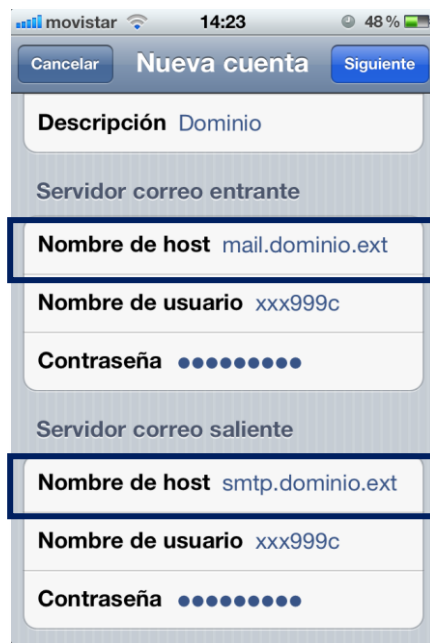 movistar 14:23 48 %
Cancelar Nueva cuenta Siguiente
Descripción Dominio
Servidor correo entrante
Nombre de host mail.dominio.ext
Nombre de usuario xxx999c
Contraseña ●●●●●●●●●
Servidor correo saliente
Nombre de host smtp.dominio.ext
Nombre de usuario xxx999c
Contraseña ●●●●●●●●●